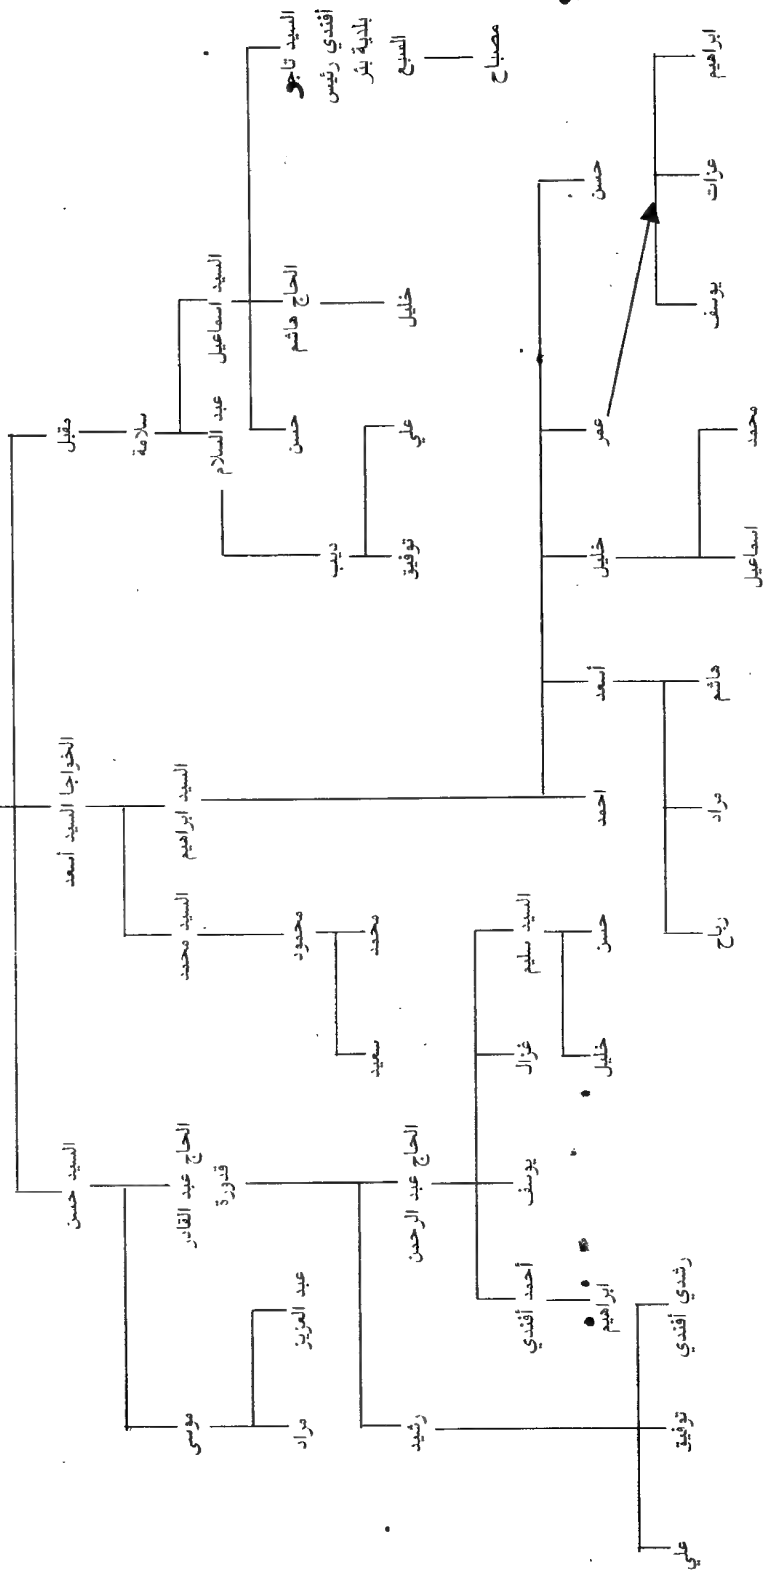 مقبل
الخواجا السيد أسعد
السيد حسن
سلامة
السيد ابراهيم
السيد محمد
الحاج عبد القادر
قدورة
موسى
السيد اسماعيل
عبد السلام
السيد تاجو
أفندي رئيس
بلدية بئر
السبع
مصباح
الحاج هاشم
حسن
محمود
عبد العزيز
مراد
ديب
محمد
سعيد
خليل
علي
توفيق
الحاج عبد الرحمن
رشيد
السيد سليم
غزال
يوسف
أحمد أفندي
حسن
عمر
خليل
أسعد
احمد
حسن
خليل
ابراهيم
رشدي أفندي
توفيق
علي
ابراهيم
عزات
يوسف
هاشم
مراد
رباح
محمد
اسماعيل